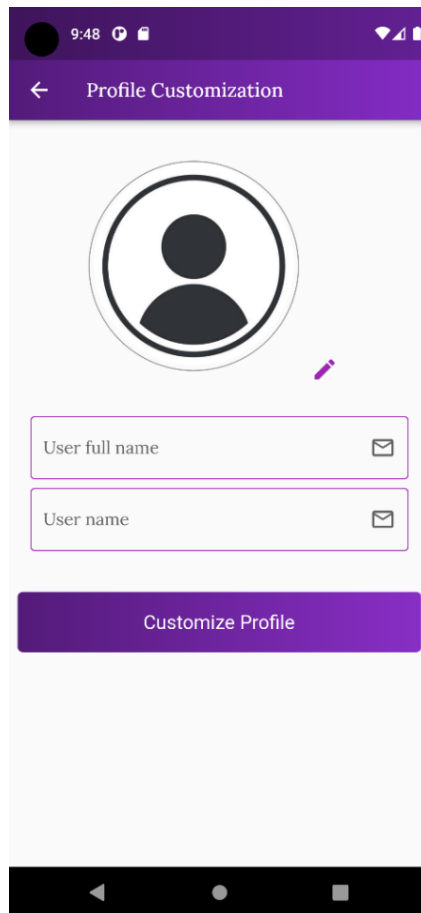 9:48
Profile Customization
User full name
User name
Customize Profile